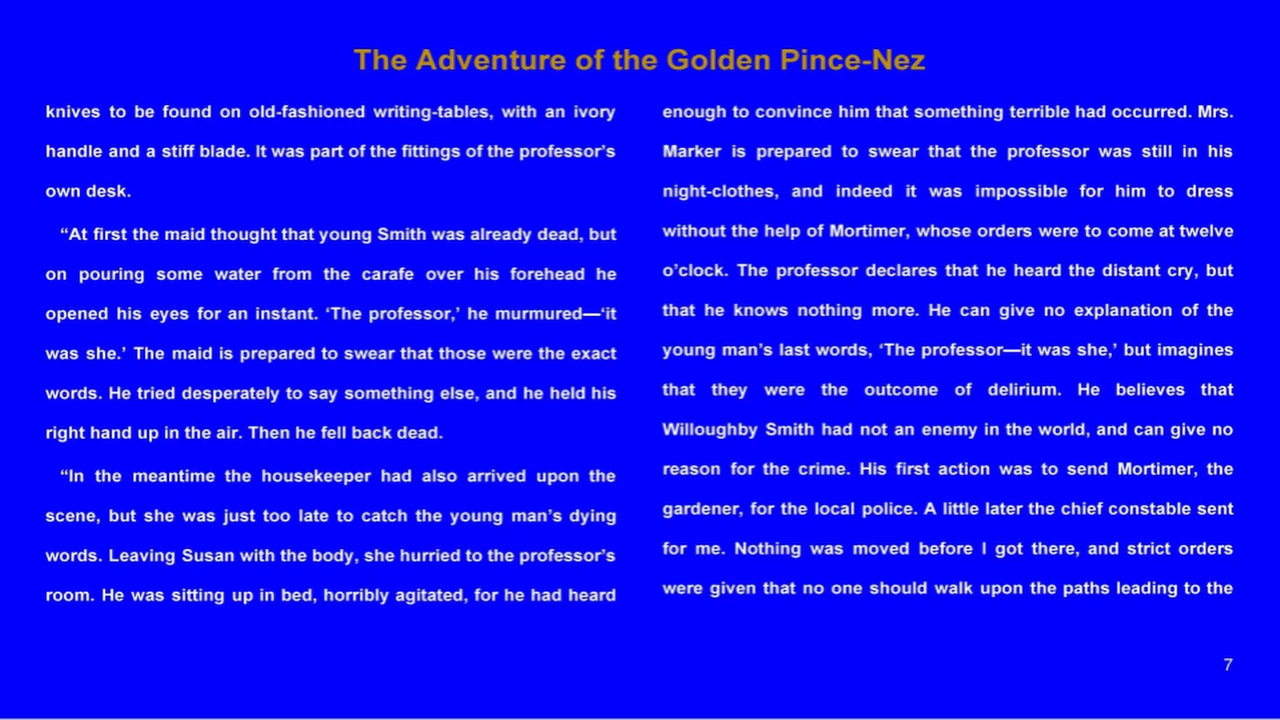 The Adventure of the Golden Pince-Nez
knives to be found on old-fashioned writing-tables, with an ivory
handle and a stiff blade. It was part of the fittings of the professor’s
own desk.
“At first the maid thought that young Smith was already dead, but
on pouring some water from the carafe over his forehead he
opened his eyes for an instant. ‘The professor,’ he murmured—‘it
was she.’ The maid is prepared to swear that those were the exact
words. He tried desperately to say something else, and he held his
right hand up in the air. Then he fell back dead.
“In the meantime the housekeeper had also arrived upon the
scene, but she was just too late to catch the young man’s dying
words. Leaving Susan with the body, she hurried to the professor’s
room. He was sitting up in bed, horribly agitated, for he had heard
enough to convince him that something terrible had occurred. Mrs.
Marker is prepared to swear that the professor was still in his
night-clothes, and indeed it was impossible for him to dress
without the help of Mortimer, whose orders were to come at twelve
o’clock. The professor declares that he heard the distant cry, but
that he knows nothing more. He can give no explanation of the
young man’s last words, ‘The professor—it was she,’ but imagines
that they were the outcome of delirium. He believes that
Willoughby Smith had not an enemy in the world, and can give no
reason for the crime. His first action was to send Mortimer, the
gardener, for the local police. A little later the chief constable sent
for me. Nothing was moved before I got there, and strict orders
were given that no one should walk upon the paths leading to the
7